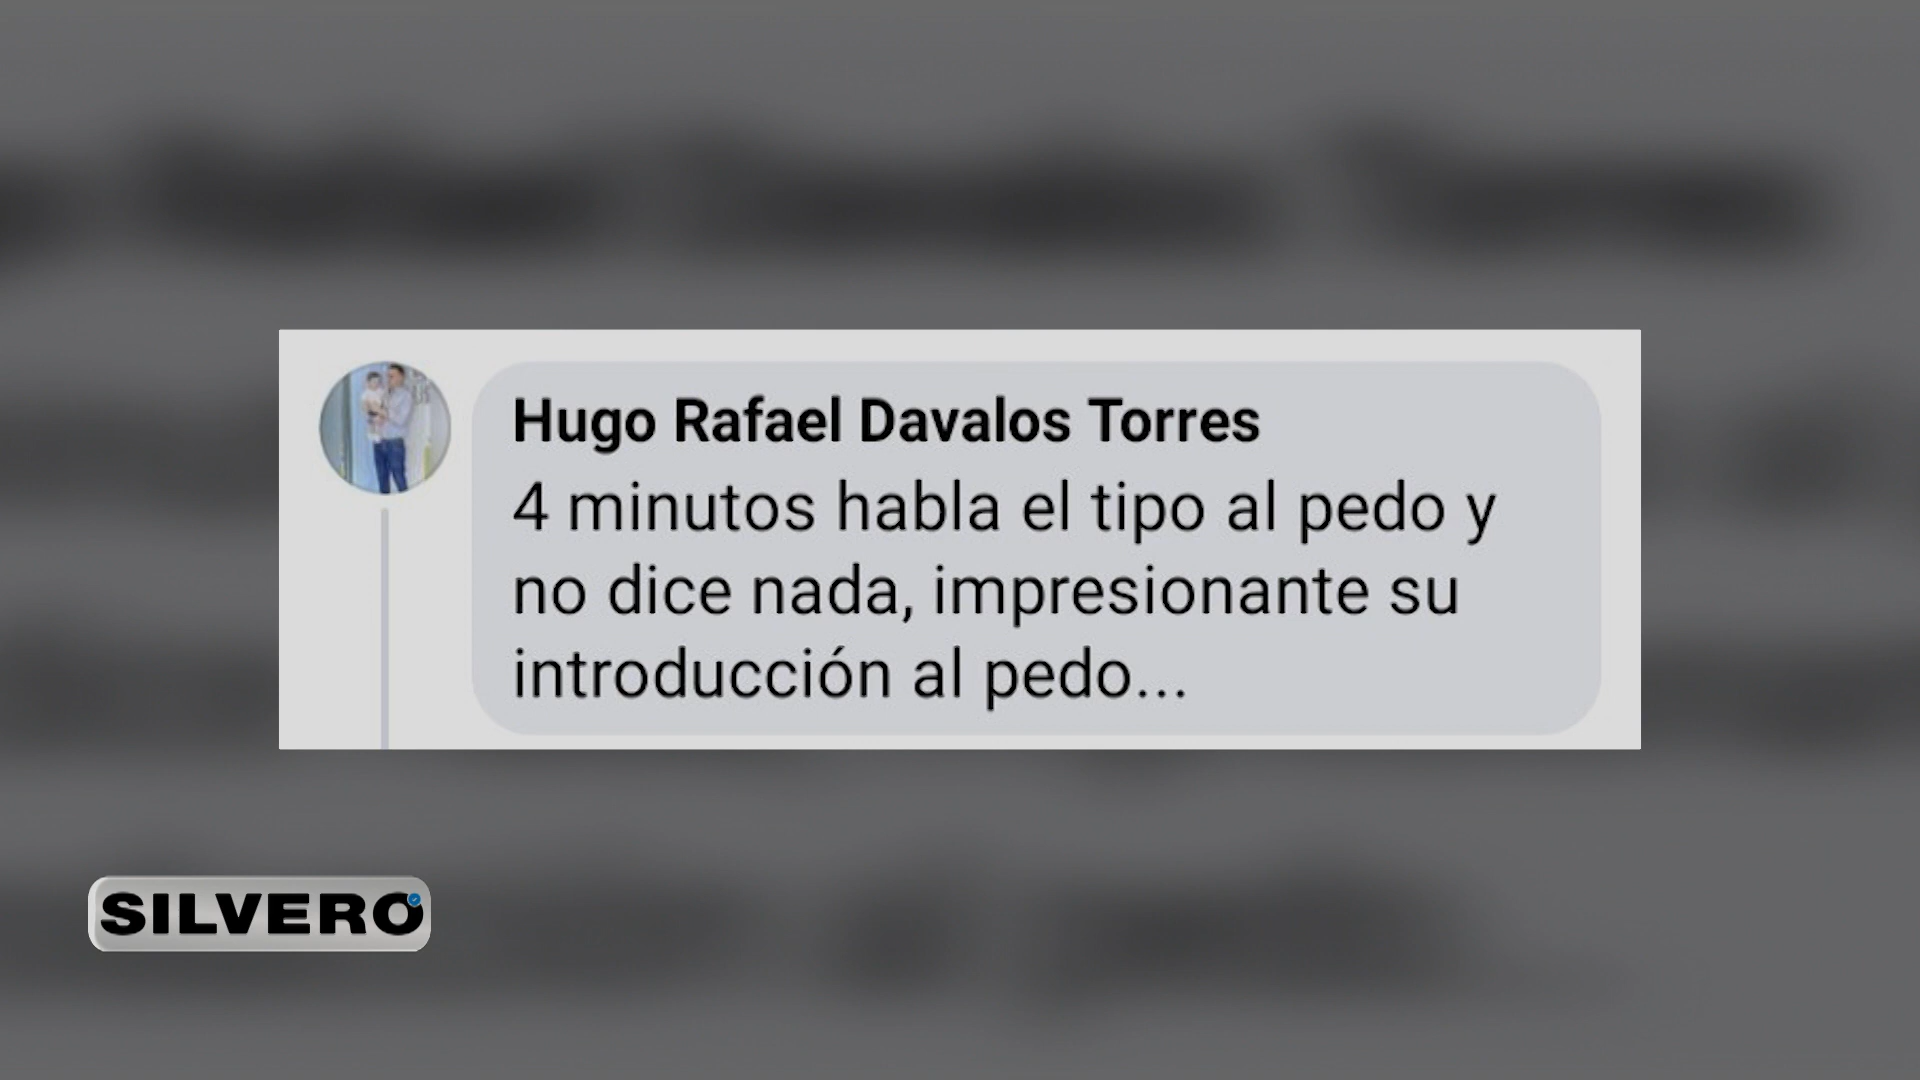 Hugo Rafael Davalos Torres
4 minutos habla el tipo al pedo y
no dice nada, impresionante su
introducción al pedo...
SILVERO